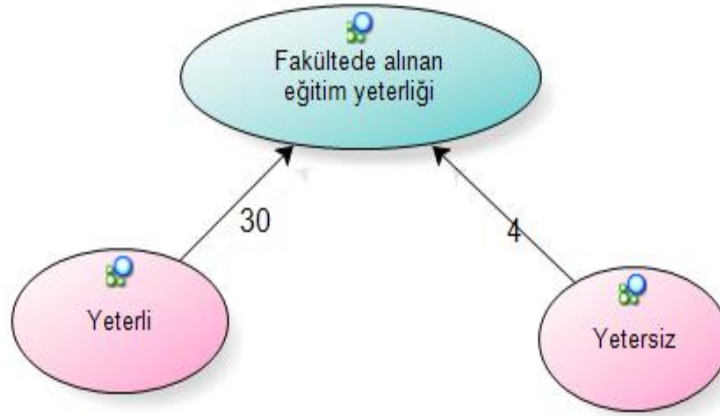 Fakültede alınan
eğitim yeterliği
30
4
Yeterli
Yetersiz